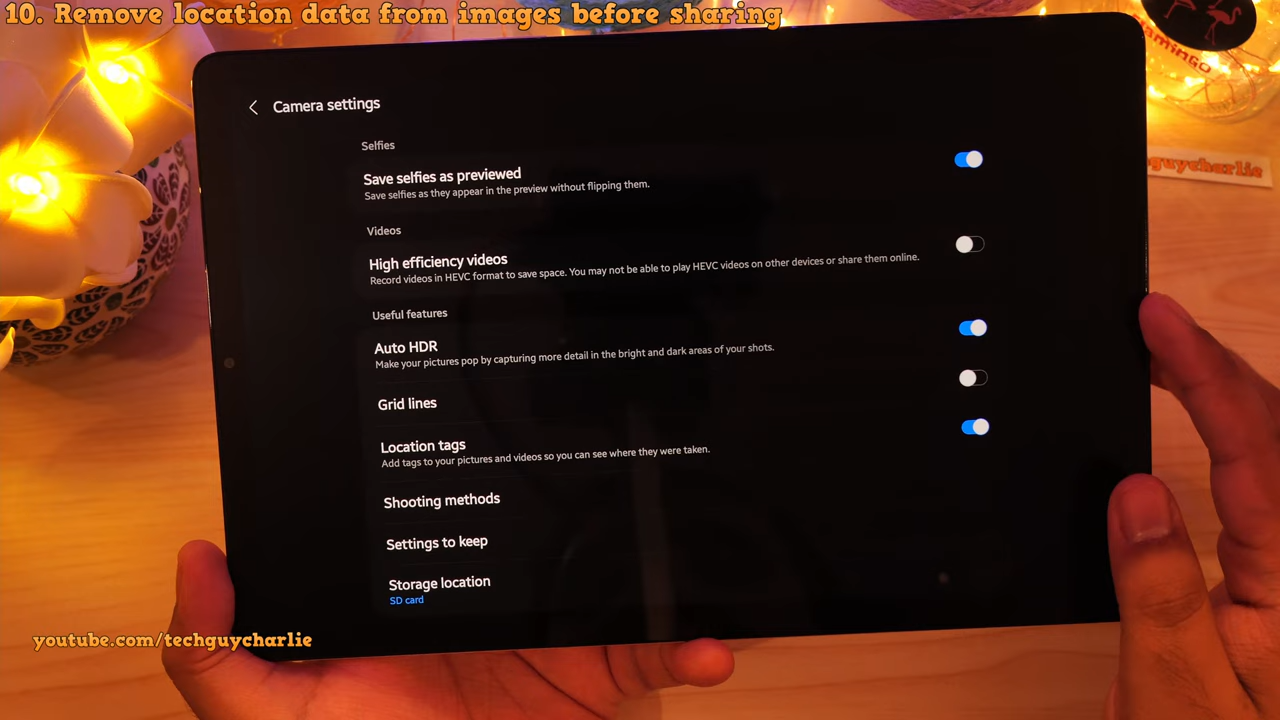 10. Remove location data from images before sharing
Flamingo
Camera settings
Selfies
Save selfies as previewed
Save selfies as they appear in the preview without flipping them.
guycharlie
Videos
High efficiency videos
Record videos in HEVC format to save space. You may not be able to play HEVC videos on other devices or share them online.
Useful features
Auto HDR
Make your pictures pop by capturing more detail in the bright and dark areas of your shots.
Grid lines
Location tags
Add tags to your pictures and videos so you can see where they were taken.
Shooting methods
Settings to keep
Storage location
SD card
youtube.com/techguycharlie